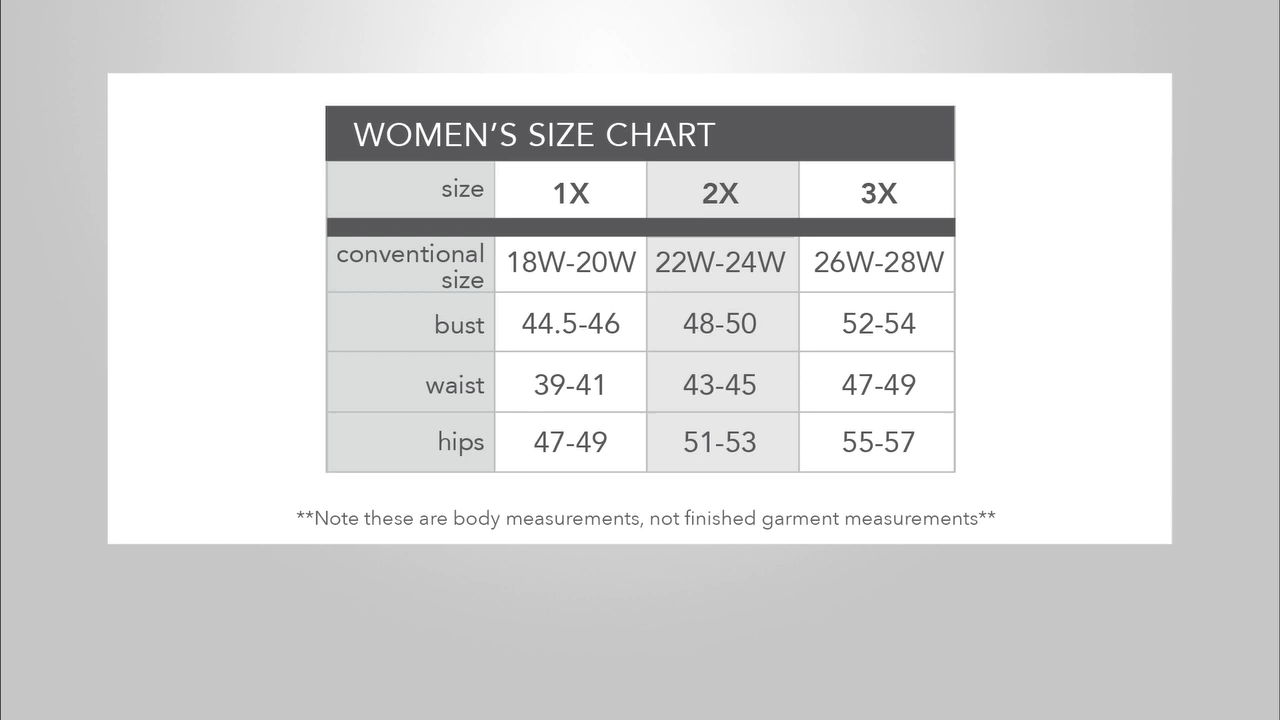 WOMEN’S SIZE CHART
size 1X 2X 3X
conventional size 18W-20W 22W-24W 26W-28W
bust 44.5-46 48-50 52-54
waist 39-41 43-45 47-49
hips 47-49 51-53 55-57
**Note these are body measurements, not finished garment measurements**